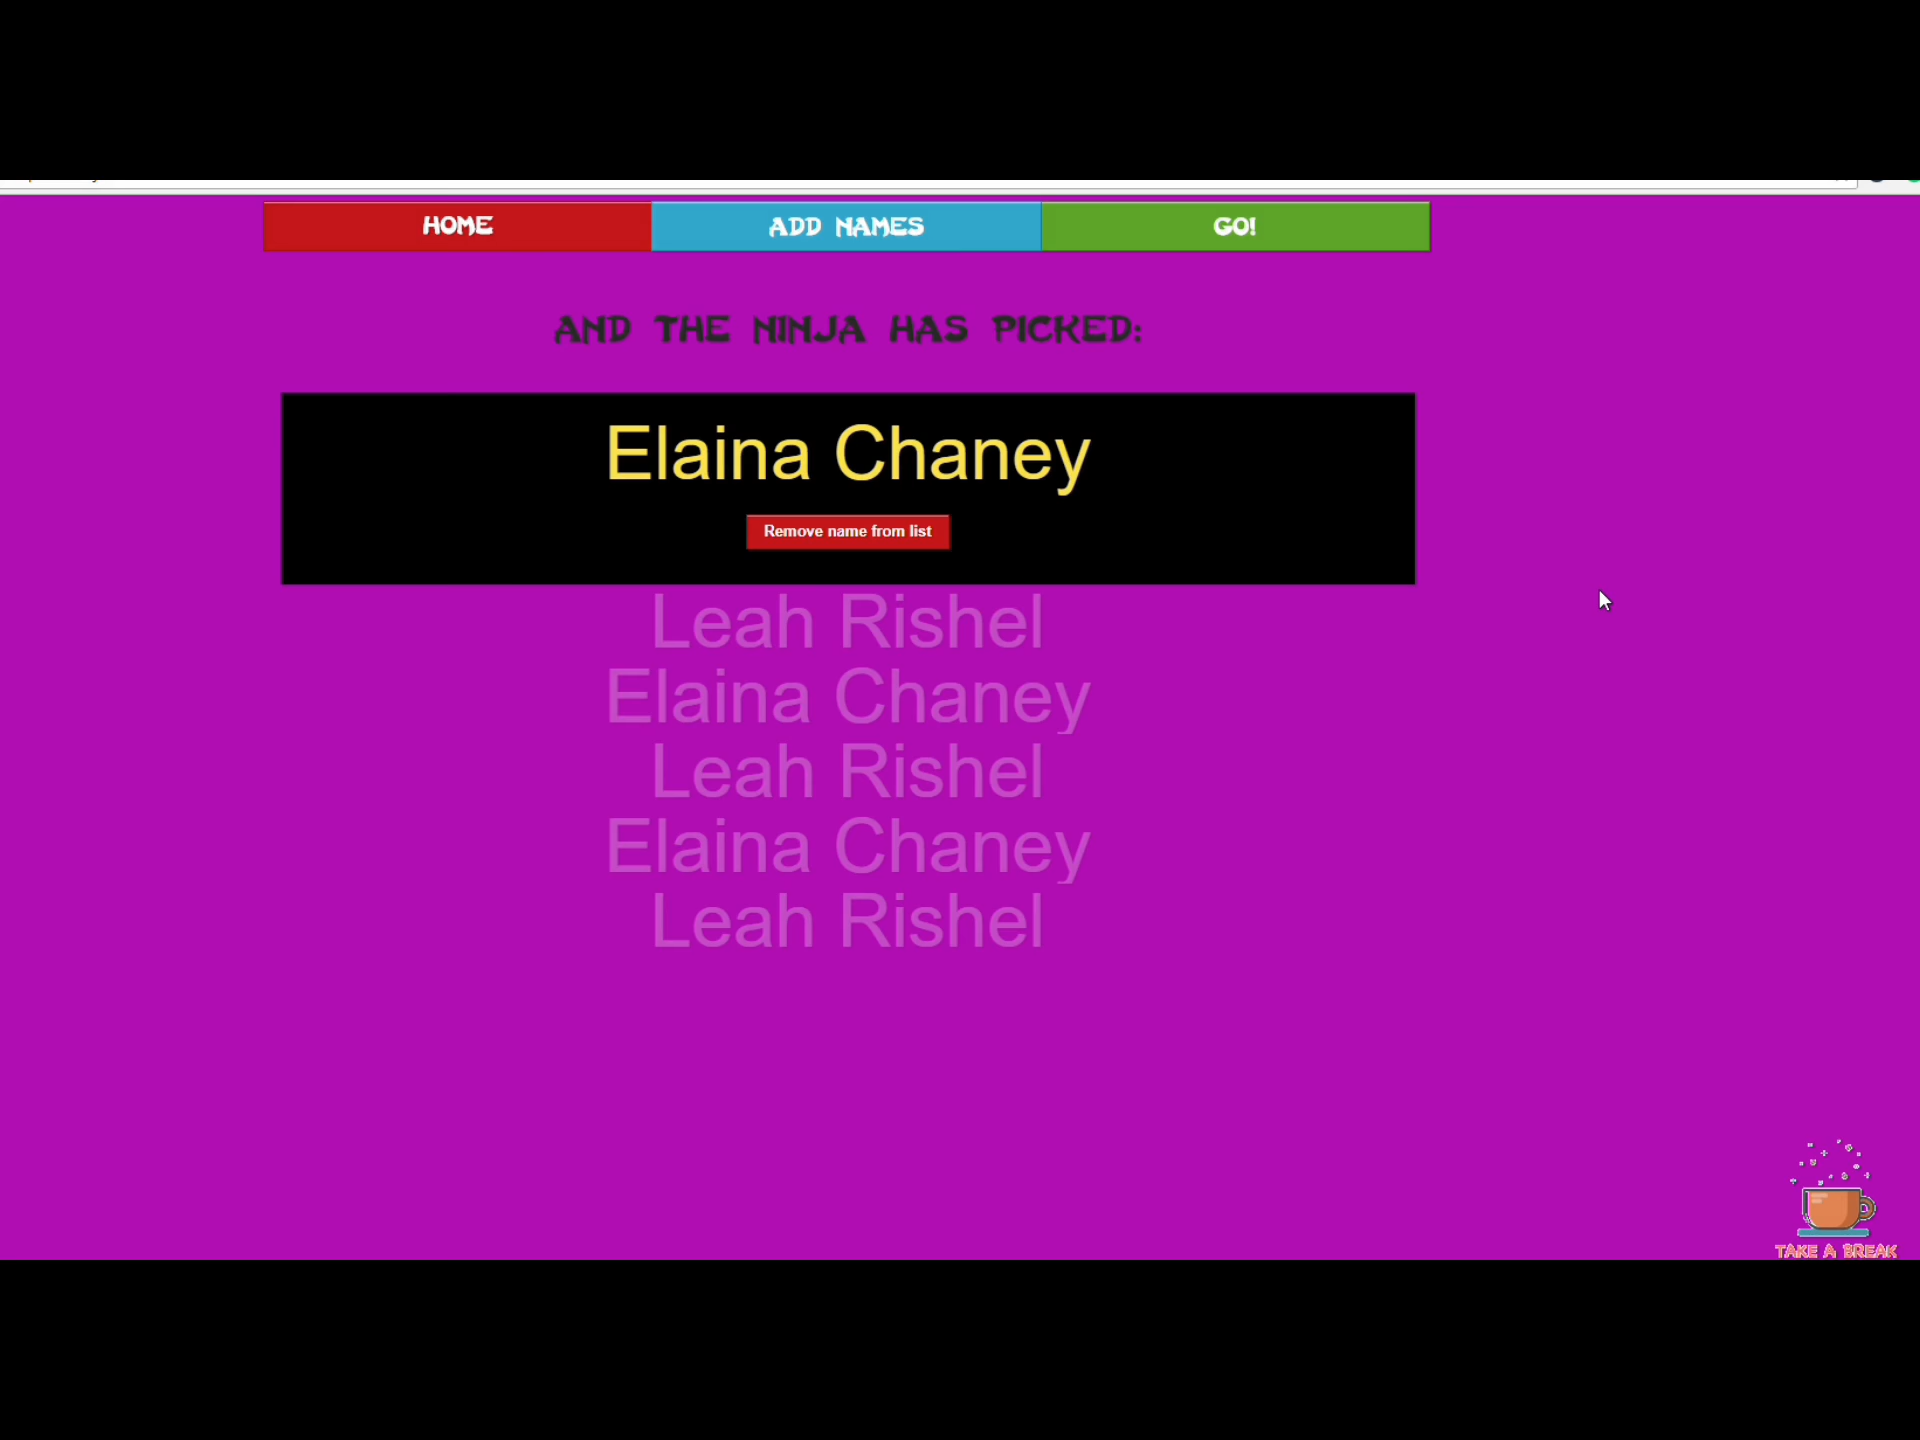 HOME ADD NAMES GO!
AND THE NINJA HAS PICKED:
Elaina Chaney
Remove name from list
Leah Rishel
Elaina Chaney
Leah Rishel
Elaina Chaney
Leah Rishel
TAKE A BREAK